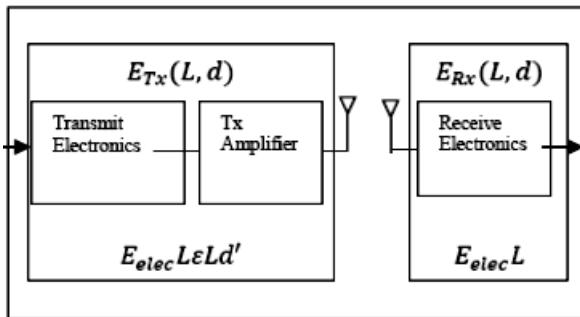 E_{Tx}(L, d)
Transmit
Electronics
Tx
Amplifier
E_{elec}LεLd'
E_{Rx}(L, d)
Receive
Electronics
E_{elec}L